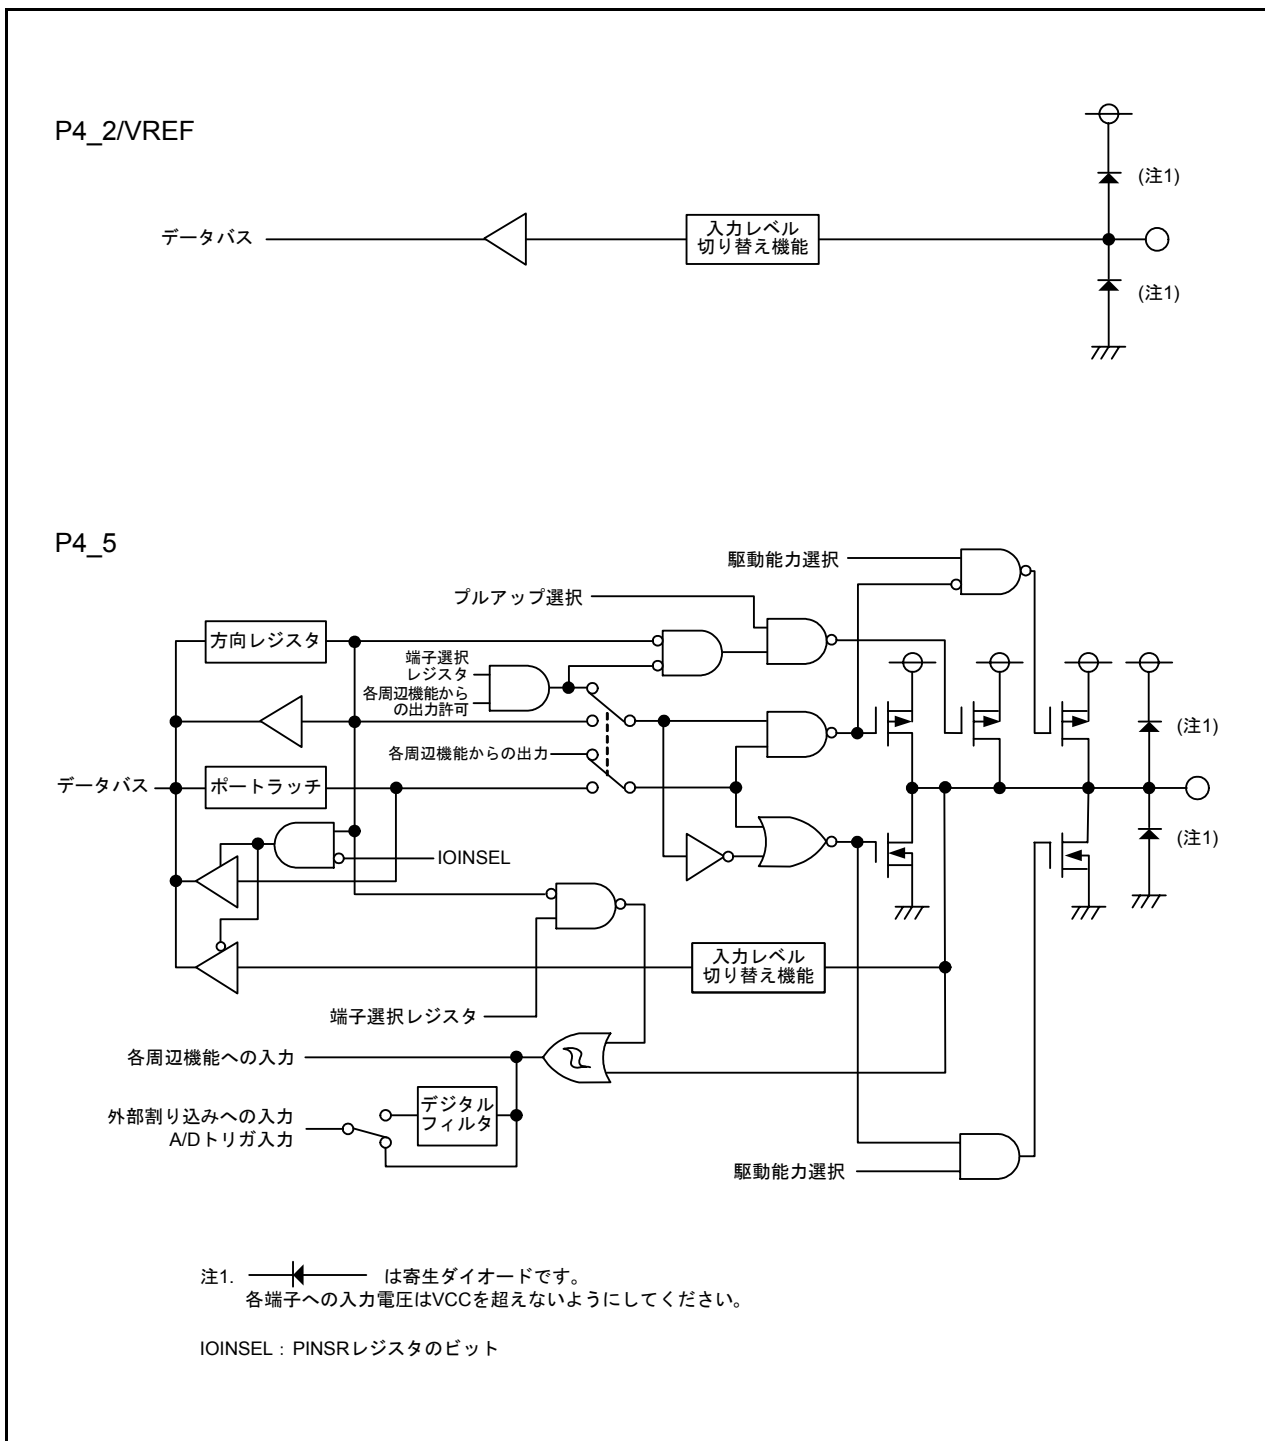 P4_2/VREF
(注1)
データバス
入力レベル
切り替え機能
(注1)
P4_5
駆動能力選択
プルアップ選択
方向レジスタ
端子選択
レジスタ
各周辺機能から
の出力許可
(注1)
各周辺機能からの出力
データバス
ポートラッチ
(注1)
IOINSEL
入力レベル
切り替え機能
端子選択レジスタ
各周辺機能への入力
デジタル
フィルタ
外部割り込みへの入力
A/Dトリガ入力
駆動能力選択
注1. は寄生ダイオードです。
各端子への入力電圧はVCCを超えないようにしてください。
IOINSEL：PINSRレジスタのビット